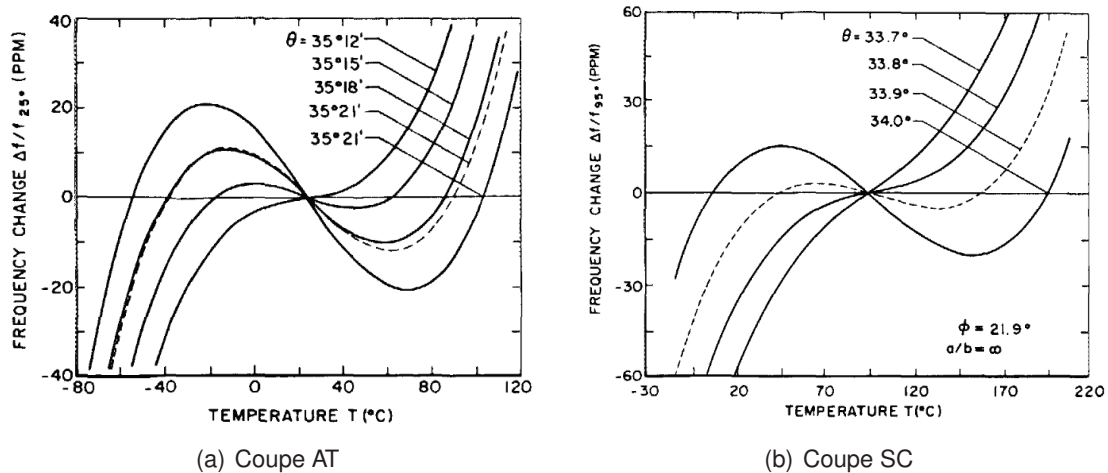 FREQUENCY CHANGE Δf/f 25° (PPM)
40
20
0
-20
-40
θ = 35°12'
35°15'
35°18'
35°21'
35°21'
-80
-40
0
40
80
120
TEMPERATURE T (°C)
(a) Coupe AT
FREQUENCY CHANGE Δf/f95° (PPM)
60
30
0
-30
-60
θ = 33.7°
33.8°
33.9°
34.0°
ϕ = 21.9°
a/b = ∞
-30
20
70
120
170
220
TEMPERATURE T (°C)
(b) Coupe SC